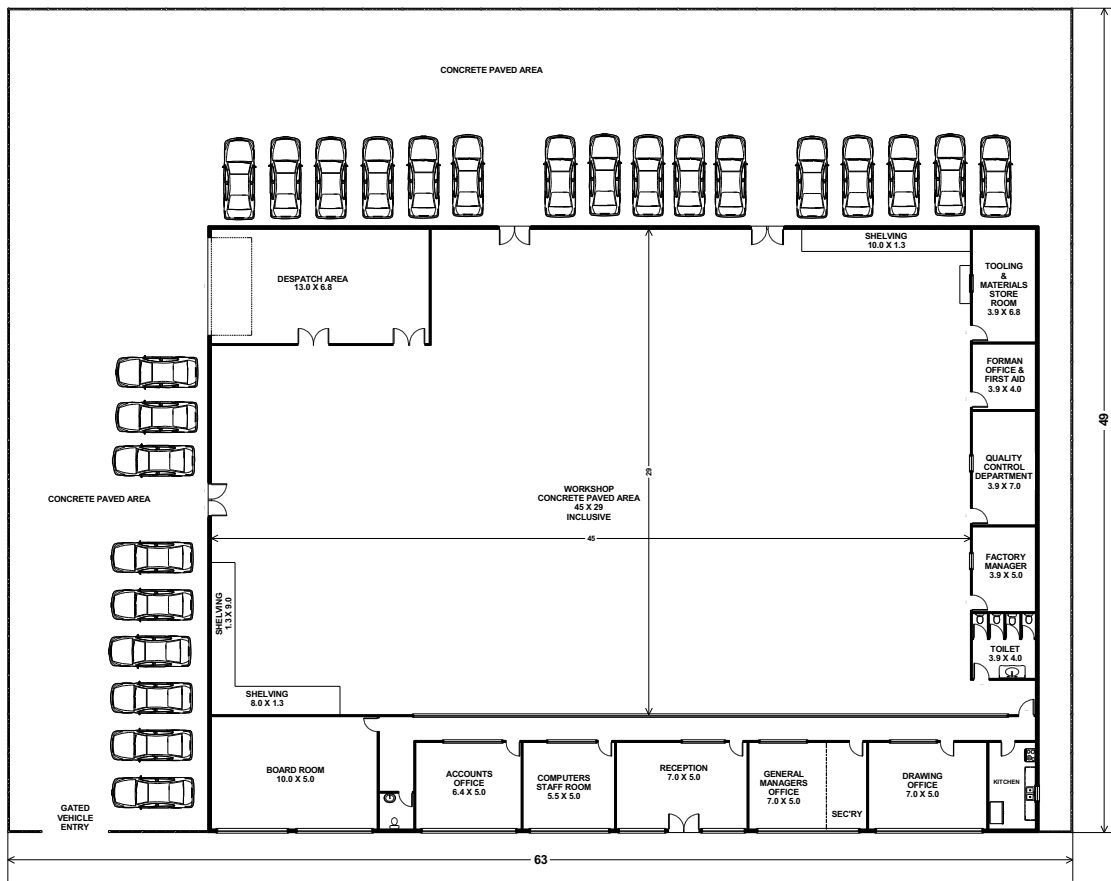 CONCRETE PAVED AREA
SHELVING
10.0 X 1.3
DESPATCH AREA
13.0 X 6.8
TOOLING
&
MATERIALS
STORE
ROOM
3.9 X 6.8
FORMAN
OFFICE &
FIRST AID
3.9 X 4.0
49
QUALITY
CONTROL
DEPARTMENT
3.9 X 7.0
29
WORKSHOP
CONCRETE PAVED AREA
45 X 29
INCLUSIVE
CONCRETE PAVED AREA
45
FACTORY
MANAGER
3.9 X 5.0
SHELVING
1.3 X 9.0
TOILET
3.9 X 4.0
SHELVING
8.0 X 1.3
BOARD ROOM
10.0 X 5.0
ACCOUNTS
OFFICE
6.4 X 5.0
COMPUTERS
STAFF ROOM
5.5 X 5.0
RECEPTION
7.0 X 5.0
GENERAL
MANAGERS
OFFICE
7.0 X 5.0
SEC'RY
DRAWING
OFFICE
7.0 X 5.0
KITCHEN
GATED
VEHICLE
ENTRY
63